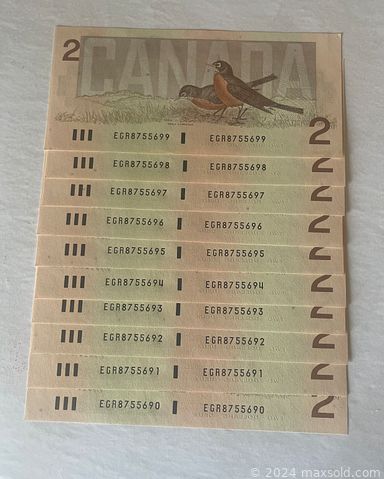 2 CANADA
EGR8755699 EGR8755699 2
EGR8755698 EGR8755698 2
EGR8755697 EGR8755697 2
EGR8755696 EGR8755696 2
EGR8755695 EGR8755695 2
EGR8755694 EGR8755694 2
EGR8755693 EGR8755693 2
EGR8755692 EGR8755692 2
EGR8755691 EGR8755691 2
EGR8755690 EGR8755690 2
© 2024 maxsold.com